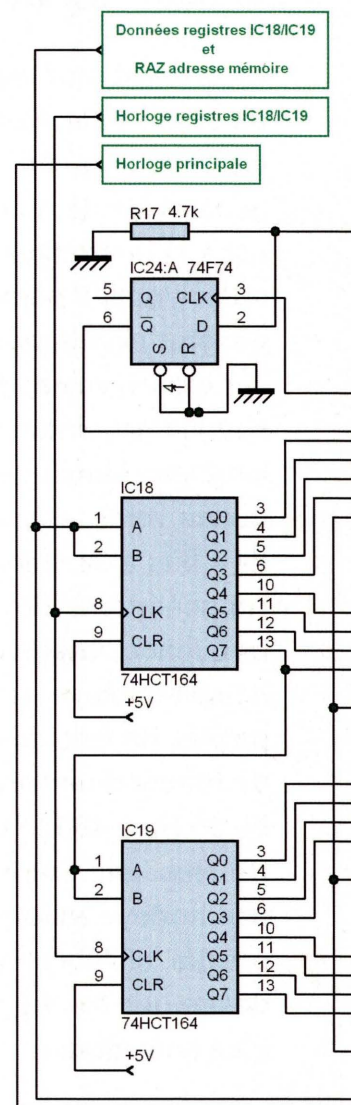 Données registres IC18/IC19
et
RAZ adresse mémoire
Horloge registres IC18/IC19
Horloge principale
R17 4.7k
IC24:A 74F74
5 Q CLK 3
6 Q D 2
S R
4 1
IC18
1 A Q0 3
Q1 4
2 B Q2 5
Q3 6
Q4 10
8 CLK Q5 11
9 CLR Q6 12
Q7 13
74HCT164
+5V
IC19
1 A Q0 3
Q1 4
2 B Q2 5
Q3 6
Q4 10
8 CLK Q5 11
9 CLR Q6 12
Q7 13
74HCT164
+5V